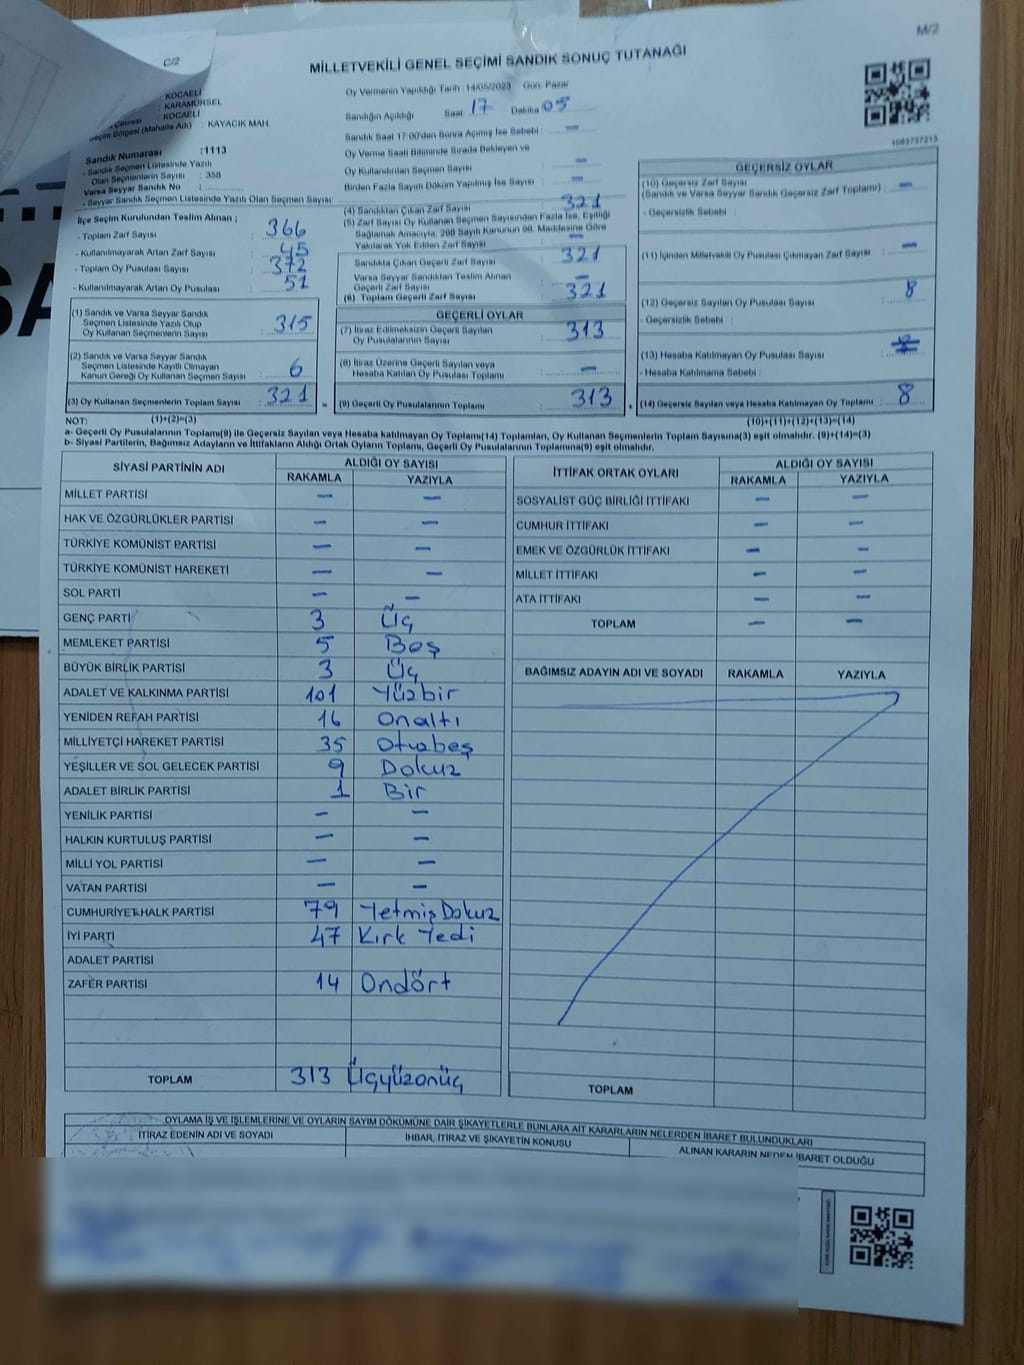 C/2
M/2
MİLLETVEKİLİ GENEL SEÇİMİ SANDIK SONUÇ TUTANAĞI
: KOCAELİ
: KARAMÜRSEL
: KOCAELİ
Seçim Bölgesi (Mahalle Adı) : KAYACIK MAH.
Sandık Numarası : 1113
- Sandık Seçmen Listesinde Yazılı
Olan Seçmenlerin Sayısı : 358
Varsa Seyyar Sandık No :
- Seyyar Sandık Seçmen Listesinde Yazılı Olan Seçmen Sayısı
Oy Vermenin Yapıldığı Tarih : 14/05/2023 Gün: Pazar
Sandığın Açıldığı Saat 17 Dakika 05
Sandık Saat 17.00'den Sonra Açılmış İse Sebebi : –
Oy Verme Saati Bitiminde Sırada Bekleyen ve
Oy Kullandırılan Seçmen Sayısı –
Birden Fazla Sayım Döküm Yapılmış İse Sayısı –
1083737213
İlçe Seçim Kurulundan Teslim Alınan ;
- Toplam Zarf Sayısı : 366
- Kullanılmayarak Artan Zarf Sayısı : 45
- Toplam Oy Pusulası Sayısı : 372
- Kullanılmayarak Artan Oy Pusulası : 51
(1) Sandık ve Varsa Seyyar Sandık
Seçmen Listesinde Yazılı Olup
Oy Kullanan Seçmenlerin Sayısı : 315
(2) Sandık ve Varsa Seyyar Sandık
Seçmen Listesinde Kayıtlı Olmayan
Kanun Gereği Oy Kullanan Seçmen Sayısı : 6
(3) Oy Kullanan Seçmenlerin Toplam Sayısı : 321
(4) Sandıktan Çıkan Zarf Sayısı : 321
(5) Zarf Sayısı Oy Kullanan Seçmen Sayısından Fazla İse, Eşitliği
Sağlamak Amacıyla, 298 Sayılı Kanunun 98. Maddesine Göre
Yakılarak Yok Edilen Zarf Sayısı –
Sandıkta Çıkan Geçerli Zarf Sayısı : 321
Varsa Seyyar Sandıktan Teslim Alınan
Geçerli Zarf Sayısı : –
(6) Toplam Geçerli Zarf Sayısı : 321
GEÇERLİ OYLAR
(7) İtiraz Edilmeksizin Geçerli Sayılan
Oy Pusulalarının Sayısı : 313
(8) İtiraz Üzerine Geçerli Sayılan veya
Hesaba Katılan Oy Pusulası Toplamı : –
= (9) Geçerli Oy Pusulalarının Toplamı : 313
GEÇERSİZ OYLAR
(10) Geçersiz Zarf Sayısı
(Sandık ve Varsa Seyyar Sandık Geçersiz Zarf Toplamı) : –
- Geçersizlik Sebebi :
(11) İçinden Milletvekili Oy Pusulası Çıkmayan Zarf Sayısı : –
(12) Geçersiz Sayılan Oy Pusulası Sayısı : 8
- Geçersizlik Sebebi :
(13) Hesaba Katılmayan Oy Pusulası Sayısı :
- Hesaba Katılmama Sebebi :
+ (14) Geçersiz Sayılan veya Hesaba Katılmayan Oy Toplamı : 8
NOT: (1)+(2)=(3)
(10)+(11)+(12)+(13)=(14)
a- Geçerli Oy Pusulalarının Toplamı(9) ile Geçersiz Sayılan veya Hesaba katılmayan Oy Toplamı(14) Toplamları, Oy Kullanan Seçmenlerin Toplam Sayısına(3) eşit olmalıdır. (9)+(14)=(3)
b- Siyasi Partilerin, Bağımsız Adayların ve İttifakların Aldığı Ortak Oyların Toplamı, Geçerli Oy Pusulalarının Toplamına(9) eşit olmalıdır.
SİYASİ PARTİNİN ADI ALDIĞI OY SAYISI
RAKAMLA YAZIYLA
MİLLET PARTİSİ – –
HAK VE ÖZGÜRLÜKLER PARTİSİ – –
TÜRKİYE KOMÜNİST PARTİSİ – –
TÜRKİYE KOMÜNİST HAREKETİ – –
SOL PARTİ – –
GENÇ PARTİ 3 Üç
MEMLEKET PARTİSİ 5 Beş
BÜYÜK BİRLİK PARTİSİ 3 Üç
ADALET VE KALKINMA PARTİSİ 101 Yüzbir
YENİDEN REFAH PARTİSİ 16 Onaltı
MİLLİYETÇİ HAREKET PARTİSİ 35 Otuzbeş
YEŞİLLER VE SOL GELECEK PARTİSİ 9 Dokuz
ADALET BİRLİK PARTİSİ 1 Bir
YENİLİK PARTİSİ – –
HALKIN KURTULUŞ PARTİSİ – –
MİLLİ YOL PARTİSİ – –
VATAN PARTİSİ – –
CUMHURİYET HALK PARTİSİ 79 Yetmiş Dokuz
İYİ PARTİ 47 Kırk Yedi
ADALET PARTİSİ
ZAFER PARTİSİ 14 Ondört
TOPLAM 313 Üçyüzonüç
İTTİFAK ORTAK OYLARI ALDIĞI OY SAYISI
RAKAMLA YAZIYLA
SOSYALİST GÜÇ BİRLİĞİ İTTİFAKI – –
CUMHUR İTTİFAKI – –
EMEK VE ÖZGÜRLÜK İTTİFAKI – –
MİLLET İTTİFAKI – –
ATA İTTİFAKI – –
TOPLAM – –
BAĞIMSIZ ADAYIN ADI VE SOYADI RAKAMLA YAZIYLA
TOPLAM
OYLAMA İŞ VE İŞLEMLERİNE VE OYLARIN SAYIM DÖKÜMÜNE DAİR ŞİKAYETLERLE BUNLARA AİT KARARLARIN NELERDEN İBARET BULUNDUKLARI
İTİRAZ EDENİN ADI VE SOYADI İHBAR, İTİRAZ VE ŞİKAYETİN KONUSU ALINAN KARARIN NEDEN İBARET OLDUĞU